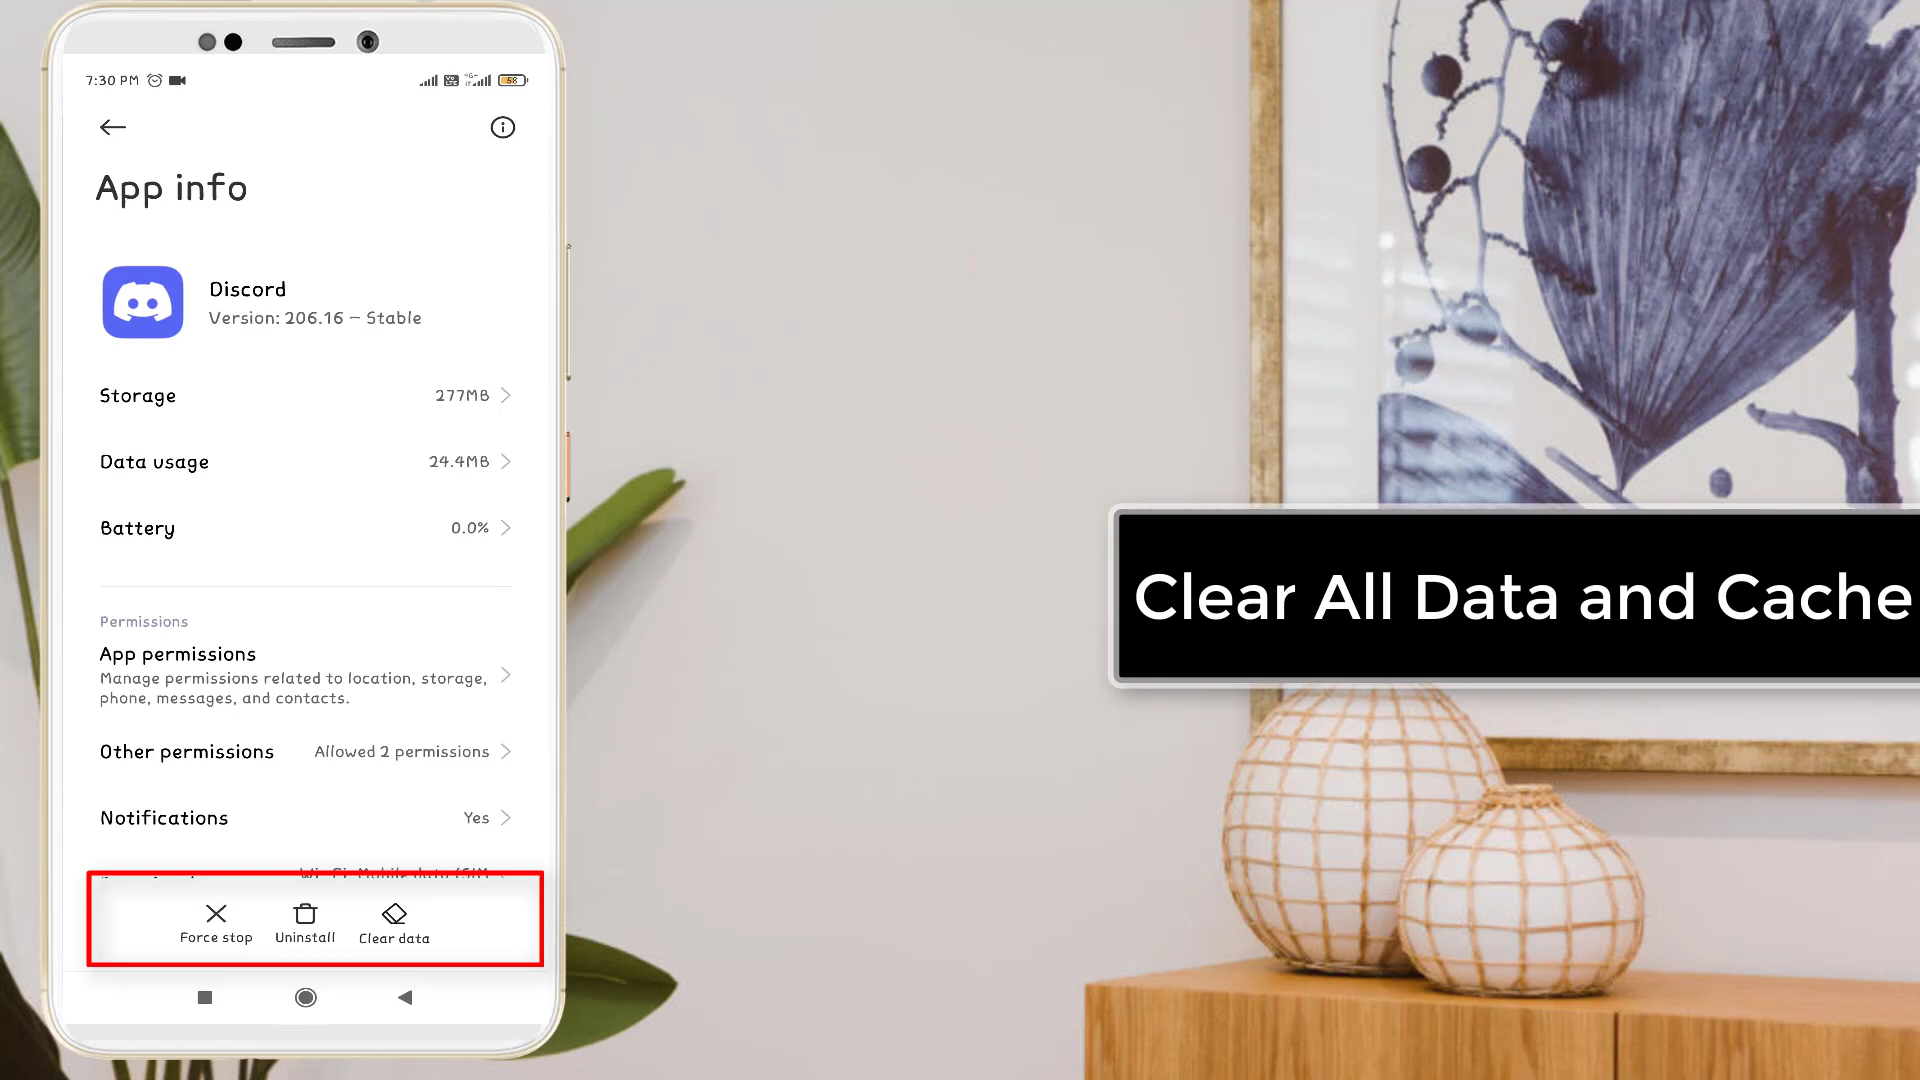 7:30 PM
58
App info
Discord
Version: 206.16 – Stable
Storage 277MB
Data usage 24.4MB
Battery 0.0%
Permissions
App permissions
Manage permissions related to location, storage,
phone, messages, and contacts.
Other permissions Allowed 2 permissions
Notifications Yes
Force stop Uninstall Clear data
Clear All Data and Cache